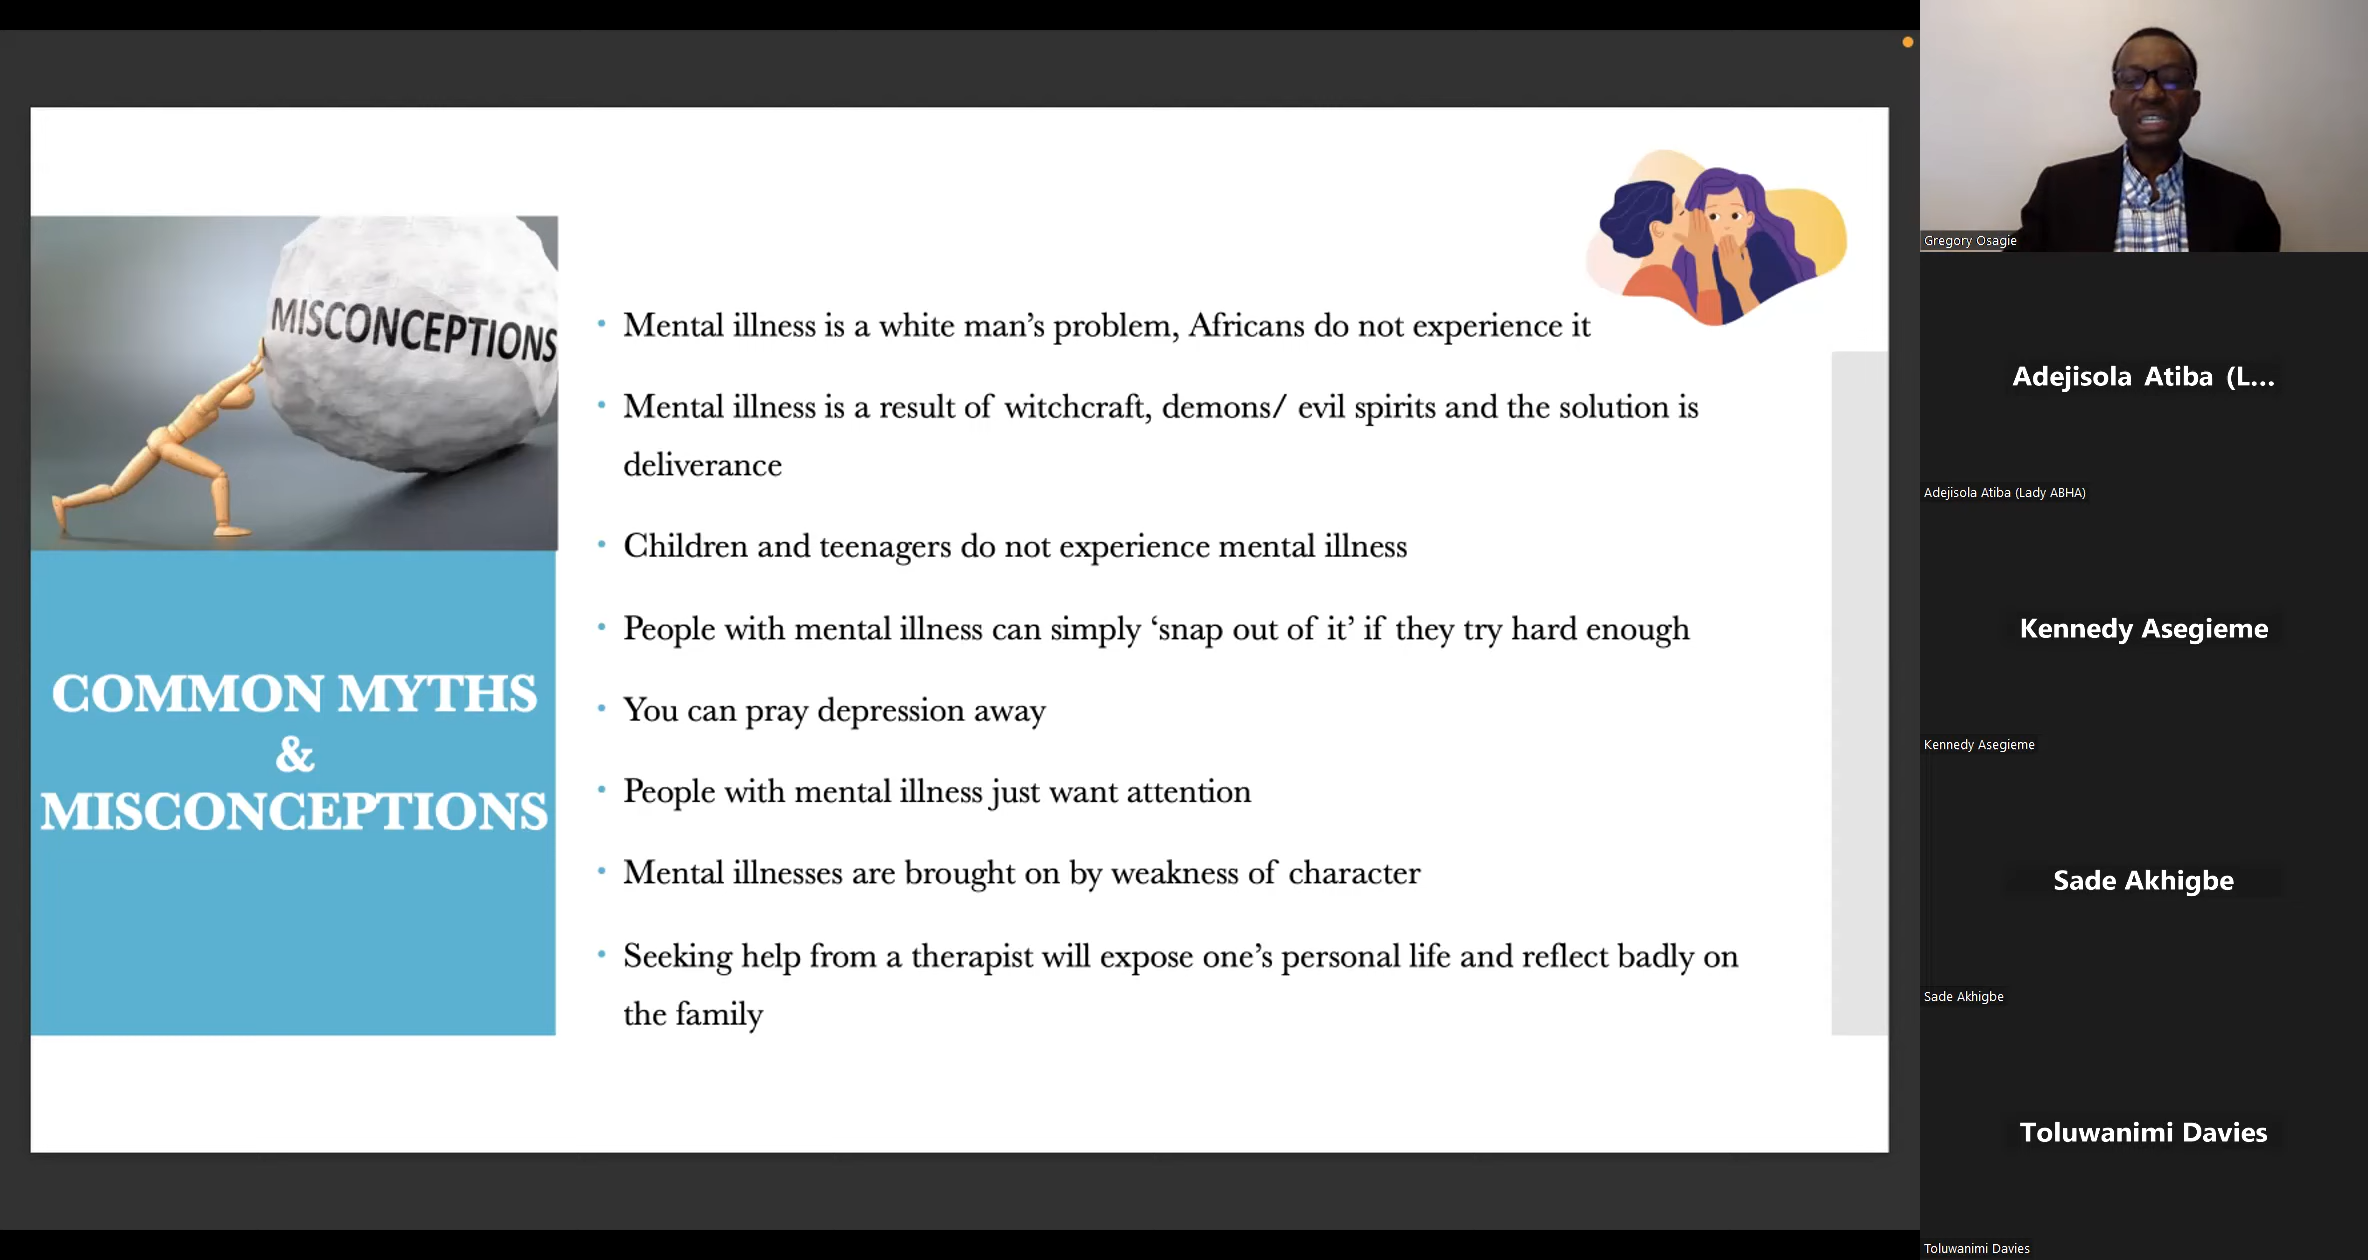 MISCONCEPTIONS
COMMON MYTHS
&
MISCONCEPTIONS
• Mental illness is a white man’s problem, Africans do not experience it
• Mental illness is a result of witchcraft, demons/ evil spirits and the solution is
deliverance
• Children and teenagers do not experience mental illness
• People with mental illness can simply ‘snap out of it’ if they try hard enough
• You can pray depression away
• People with mental illness just want attention
• Mental illnesses are brought on by weakness of character
• Seeking help from a therapist will expose one’s personal life and reflect badly on
the family
Gregory Osagie
Adejisola Atiba (L...
Adejisola Atiba (Lady ABHA)
Kennedy Asegieme
Kennedy Asegieme
Sade Akhigbe
Sade Akhigbe
Toluwanimi Davies
Toluwanimi Davies